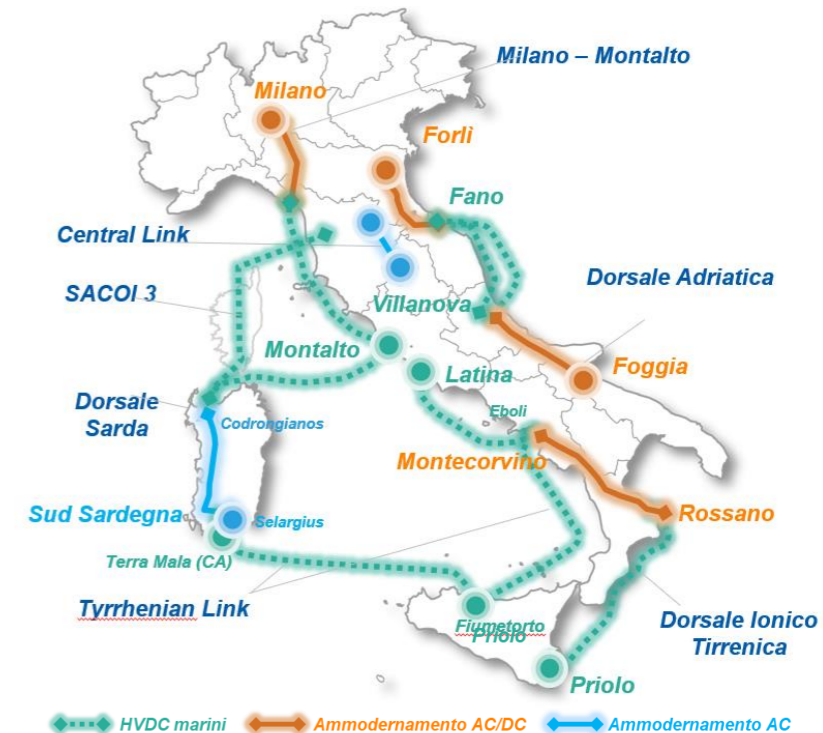 Milano – Montalto
Milano
Forlì
Fano
Central Link
SACOI 3
Villanova
Dorsale Adriatica
Montalto
Latina
Foggia
Dorsale
Sarda
Codrongianos
Eboli
Montecorvino
Sud Sardegna
Selargius
Rossano
Terra Mala (CA)
Tyrrhenian Link
Fiumetorto
Priolo
Dorsale Ionico
Tirrenica
Priolo
HVDC marini
Ammodernamento AC/DC
Ammodernamento AC